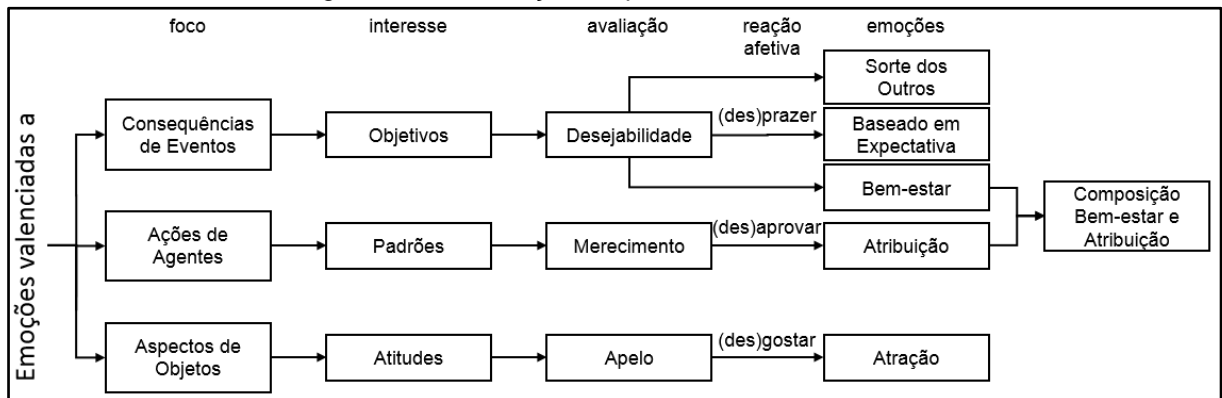 foco
interesse
avaliação
reação
afetiva
emoções
Emoções valenciadas a
Consequências
de Eventos
Objetivos
Desejabilidade
(des)prazer
Sorte dos
Outros
Baseado em
Expectativa
Bem-estar
Ações de
Agentes
Padrões
Merecimento
(des)aprovar
Atribuição
Composição
Bem-estar e
Atribuição
Aspectos de
Objetos
Atitudes
Apelo
(des)gostar
Atração